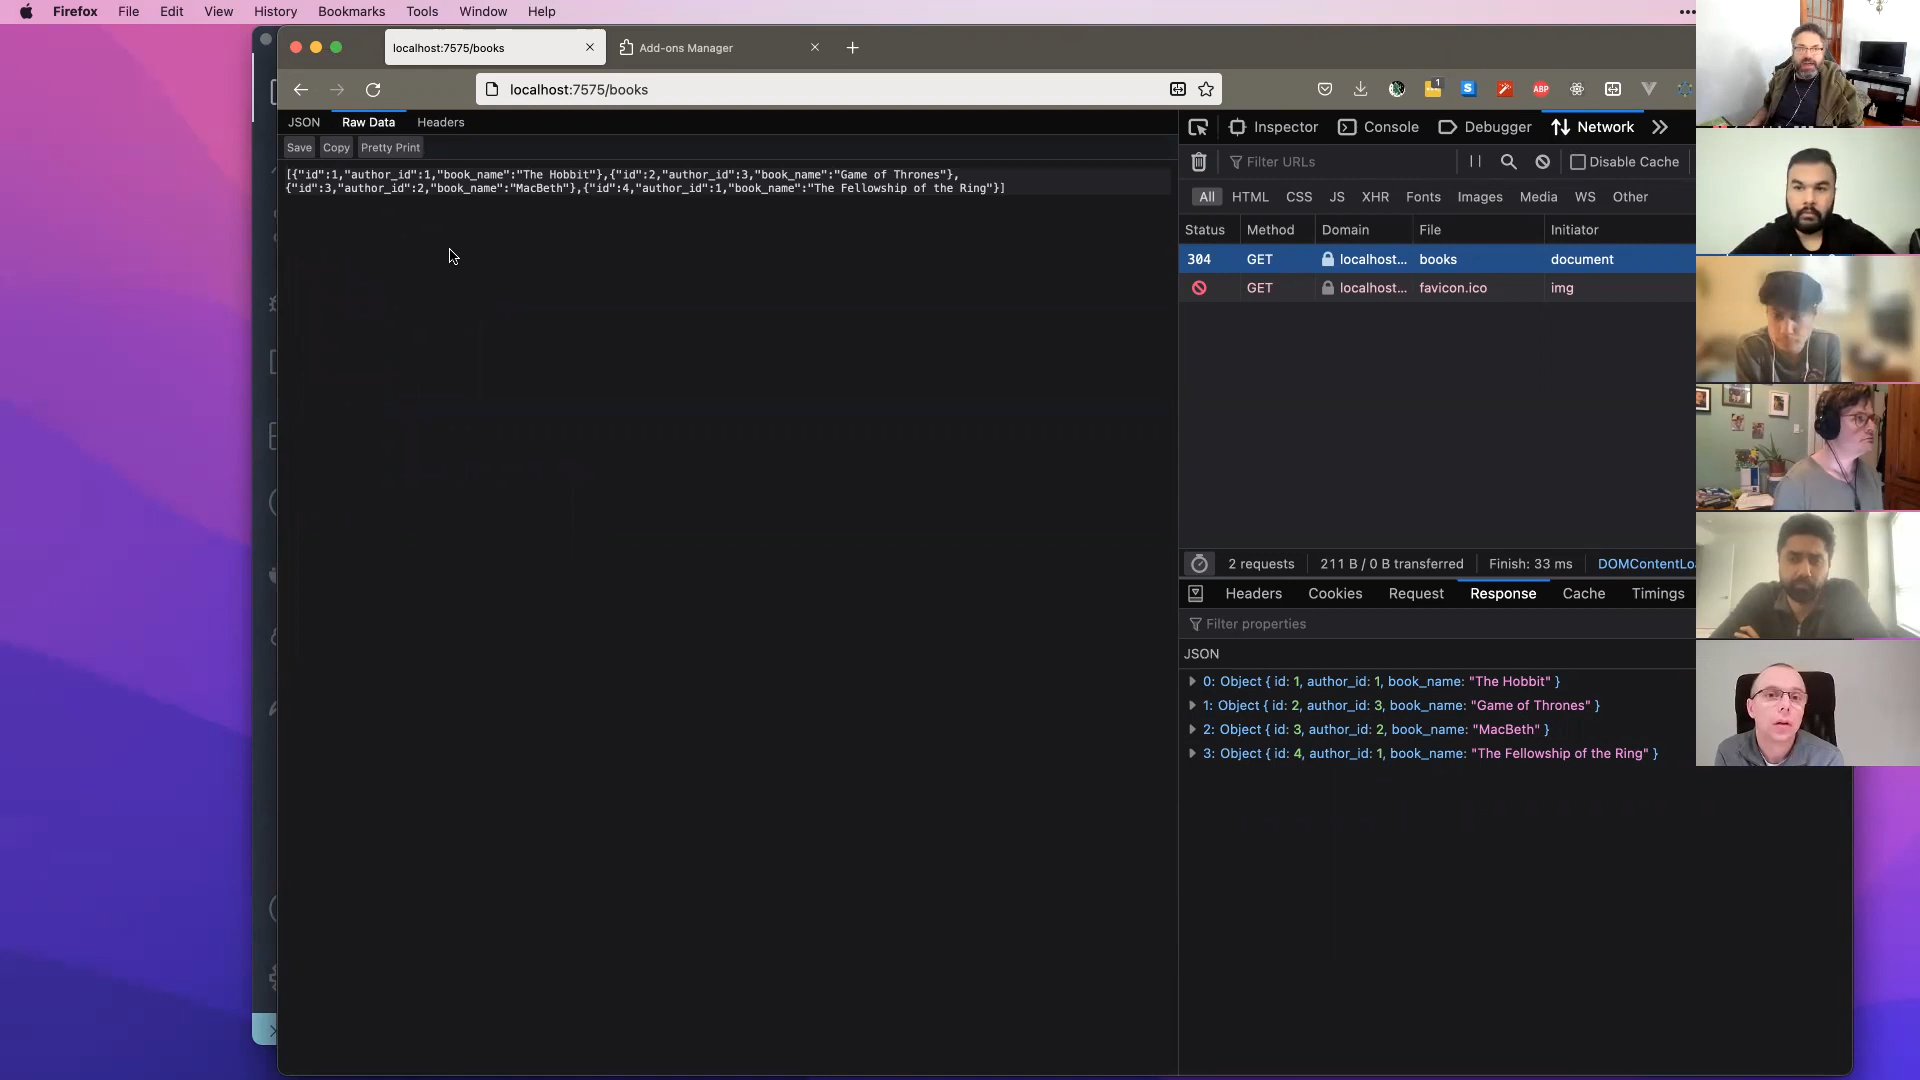 Firefox File Edit View History Bookmarks Tools Window Help
localhost:7575/books
Add-ons Manager
localhost:7575/books
1
ABP
JSON Raw Data Headers
Save Copy Pretty Print
[{"id":1,"author_id":1,"book_name":"The Hobbit"},{"id":2,"author_id":3,"book_name":"Game of Thrones"},
{"id":3,"author_id":2,"book_name":"MacBeth"},{"id":4,"author_id":1,"book_name":"The Fellowship of the Ring"}]
Inspector Console Debugger Network
Filter URLs Disable Cache
All HTML CSS JS XHR Fonts Images Media WS Other
Status Method Domain File Initiator
304 GET localhost... books document
GET localhost... favicon.ico img
2 requests 211 B / 0 B transferred Finish: 33 ms DOMContentLo
Headers Cookies Request Response Cache Timings
Filter properties
JSON
0: Object { id: 1, author_id: 1, book_name: "The Hobbit" }
1: Object { id: 2, author_id: 3, book_name: "Game of Thrones" }
2: Object { id: 3, author_id: 2, book_name: "MacBeth" }
3: Object { id: 4, author_id: 1, book_name: "The Fellowship of the Ring" }